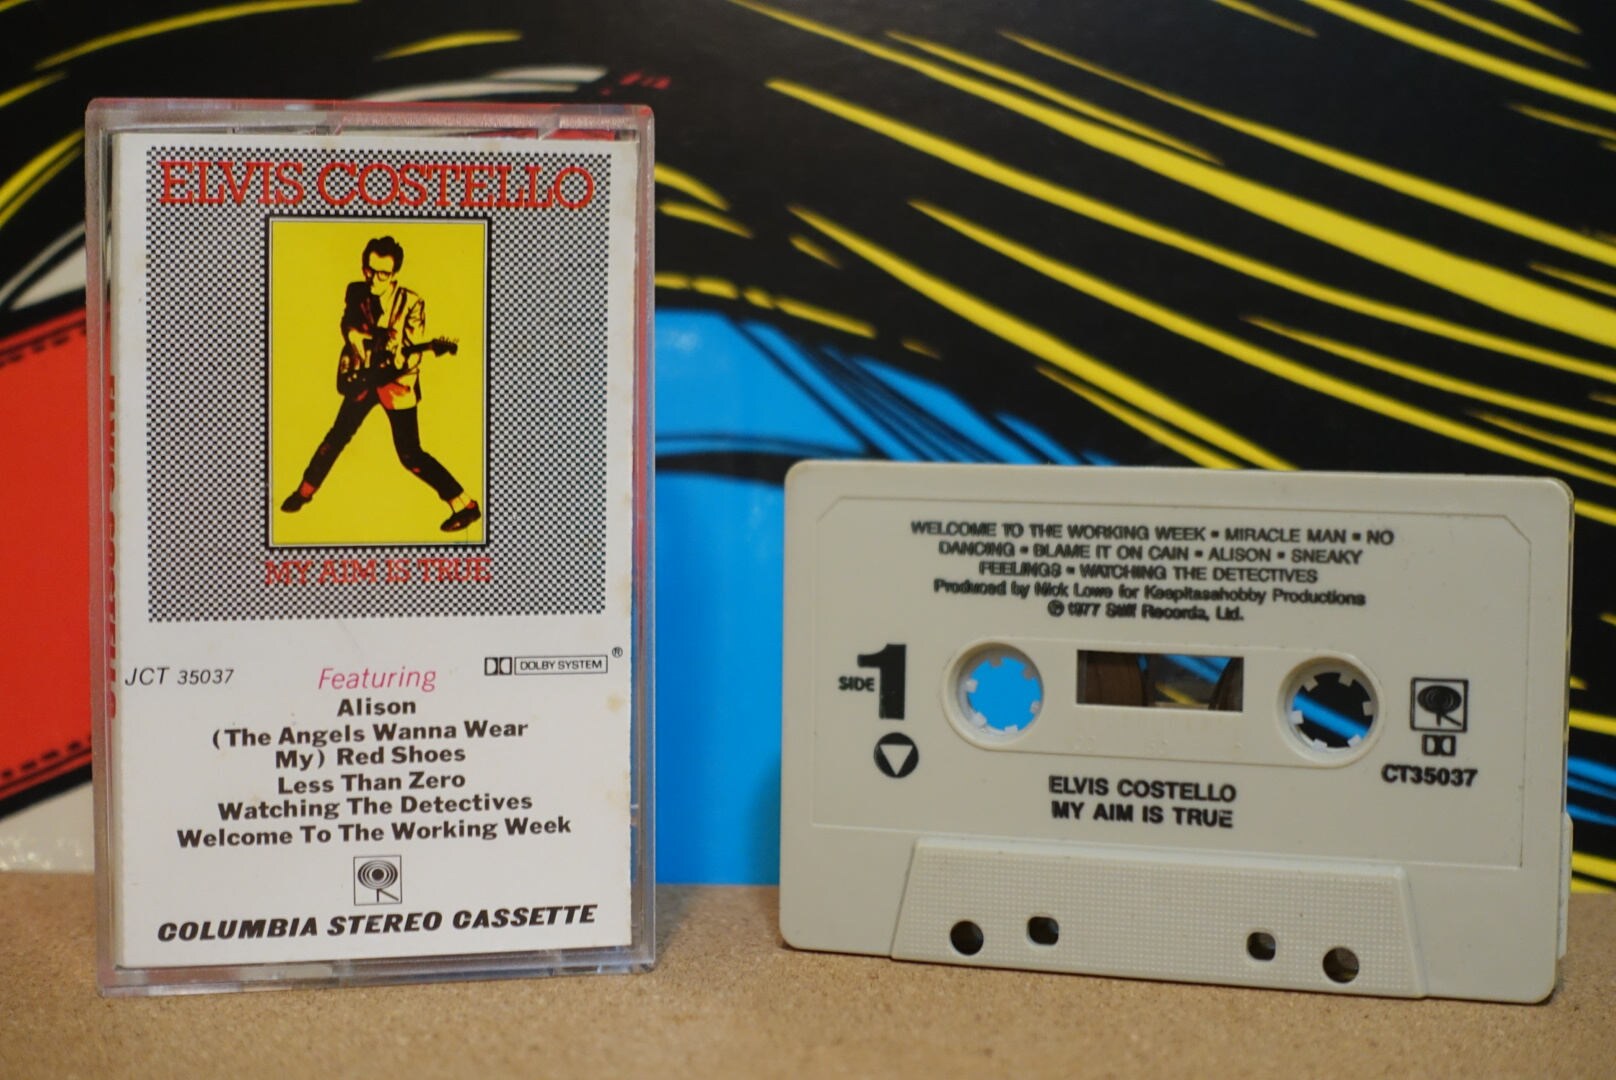 ELVIS COSTELLO
MY AIM IS TRUE
JCT 35037
Featuring
DOLBY SYSTEM ®
Alison
(The Angels Wanna Wear
My) Red Shoes
Less Than Zero
Watching The Detectives
Welcome To The Working Week
COLUMBIA STEREO CASSETTE
WELCOME TO THE WORKING WEEK • MIRACLE MAN • NO
DANCING • BLAME IT ON CAIN • ALISON • SNEAKY
FEELINGS • WATCHING THE DETECTIVES
Produced by Nick Lowe for Keepitasahobby Productions
℗ 1977 Stiff Records, Ltd.
SIDE 1
CT35037
ELVIS COSTELLO
MY AIM IS TRUE